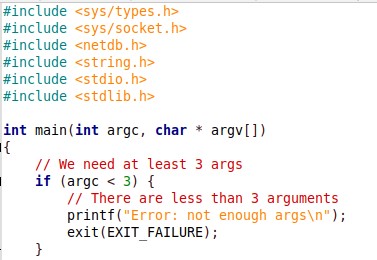 #include <sys/types.h>
#include <sys/socket.h>
#include <netdb.h>
#include <string.h>
#include <stdio.h>
#include <stdlib.h>

int main(int argc, char * argv[])
{
    // We need at least 3 args
    if (argc < 3) {
        // There are less than 3 arguments
        printf("Error: not enough args\n");
        exit(EXIT_FAILURE);
    }